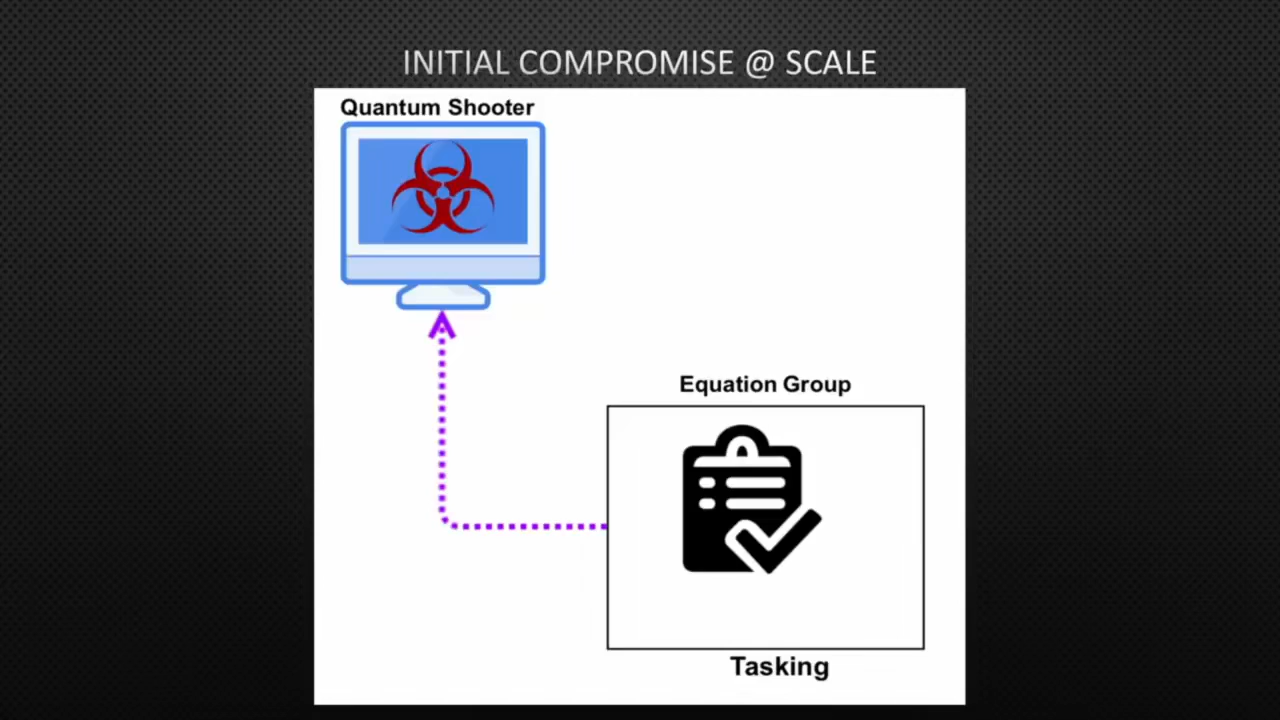 INITIAL COMPROMISE @ SCALE
Quantum Shooter
Equation Group
Tasking